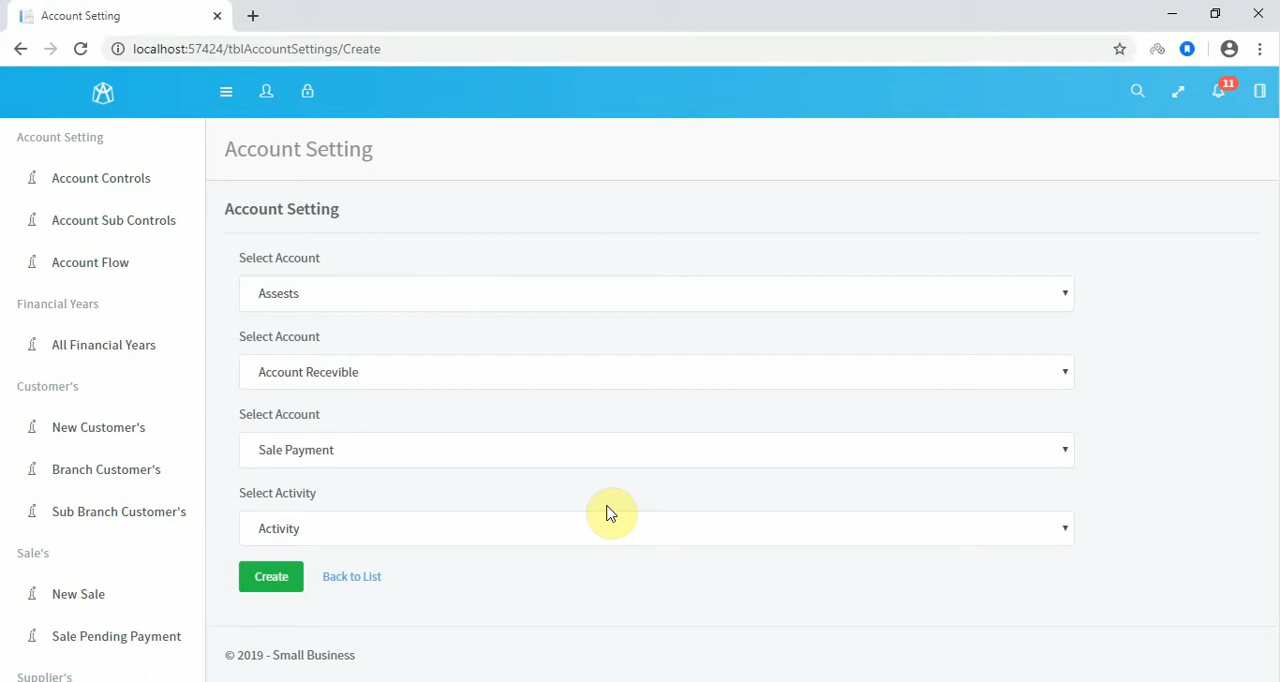 Account Setting
localhost:57424/tblAccountSettings/Create
11
Account Setting
Account Controls
Account Sub Controls
Account Flow
Financial Years
All Financial Years
Customer's
New Customer's
Branch Customer's
Sub Branch Customer's
Sale's
New Sale
Sale Pending Payment
Supplier's
Account Setting
Account Setting
Select Account
Assests
Select Account
Account Recevible
Select Account
Sale Payment
Select Activity
Activity
Create Back to List
© 2019 - Small Business